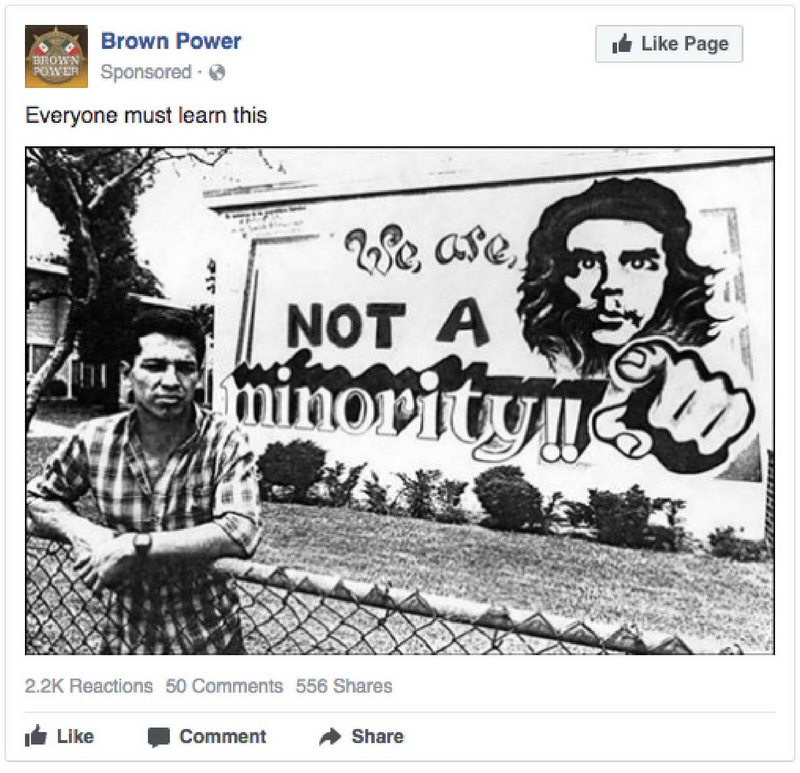 Brown Power
Sponsored ·
BROWN
POWER
Like Page
Everyone must learn this
We are
NOT A
minority!!
2.2K Reactions 50 Comments 556 Shares
Like Comment Share